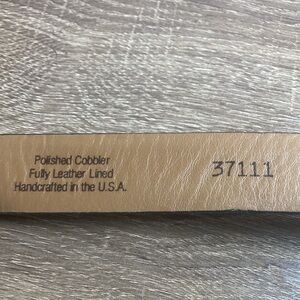 Polished Cobbler
Fully Leather Lined
Handcrafted in the U.S.A.
37111